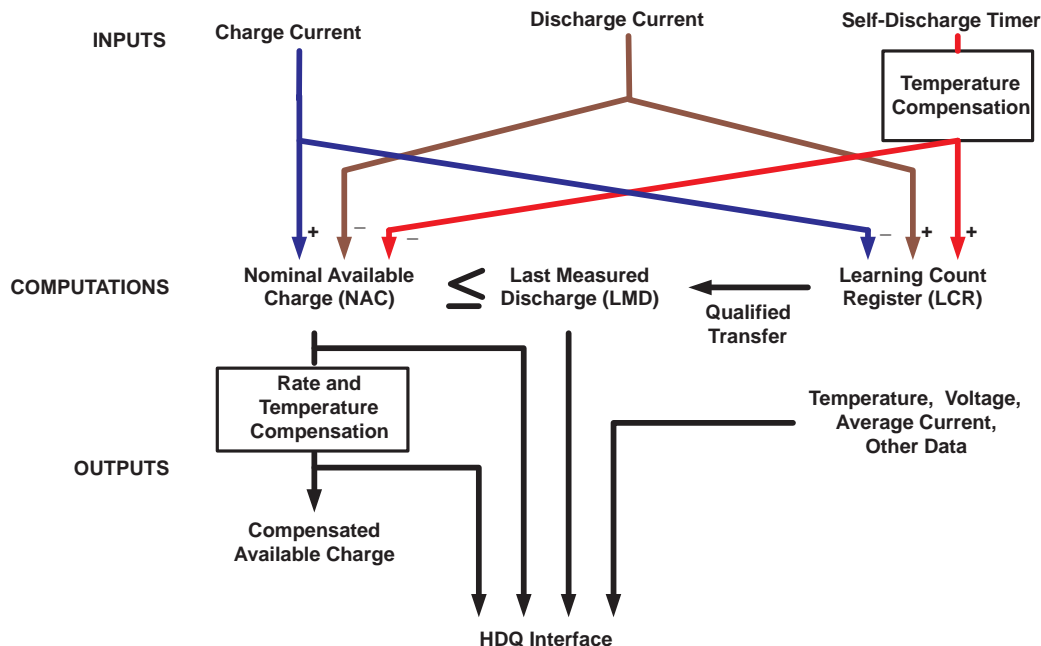 INPUTS
Charge Current
Discharge Current
Self-Discharge Timer
Temperature
Compensation
+
–
–
–
+
+
COMPUTATIONS
Nominal Available
Charge (NAC)
≤
Last Measured
Discharge (LMD)
Qualified
Transfer
Learning Count
Register (LCR)
Rate and
Temperature
Compensation
Temperature, Voltage,
Average Current,
Other Data
OUTPUTS
Compensated
Available Charge
HDQ Interface